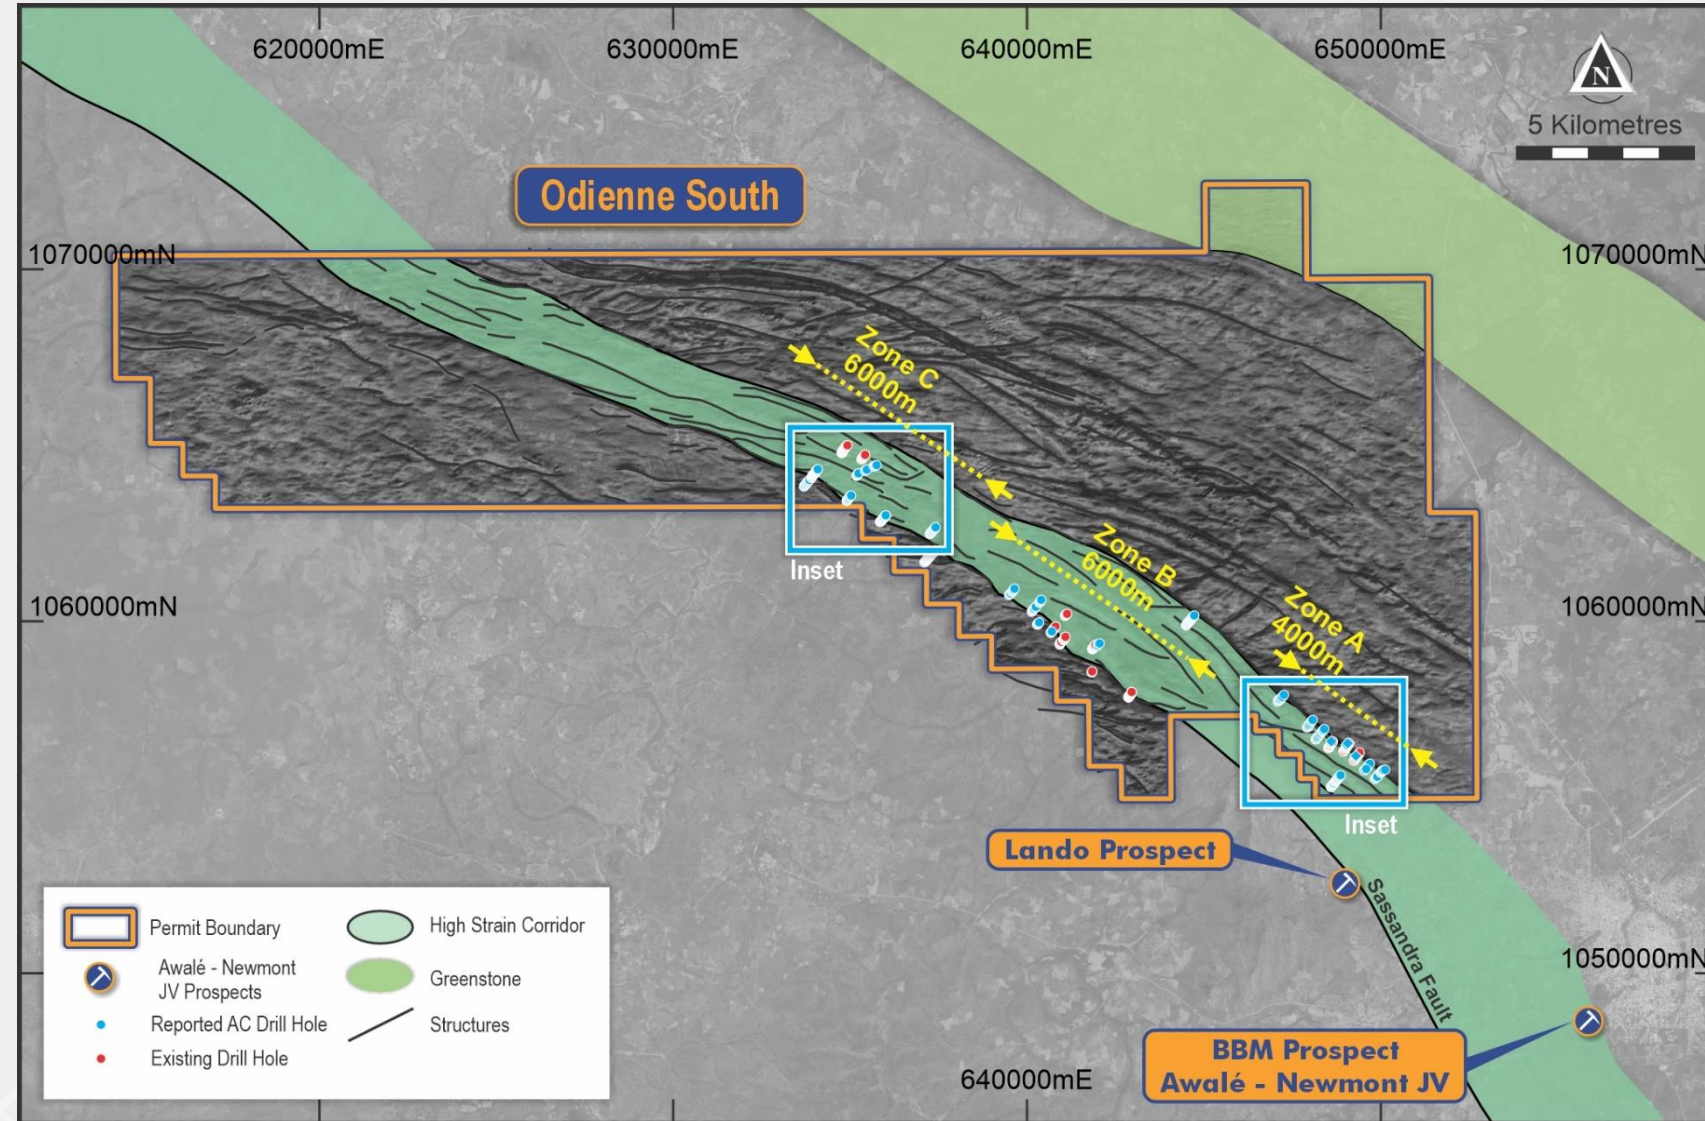 620000mE
630000mE
640000mE
650000mE
N
5 Kilometres
Odienne South
1070000mN
1070000mN
Zone C
6000m
Zone B
6000m
Zone A
4000m
Inset
1060000mN
1060000mN
Inset
Lando Prospect
Sassandra Fault
1050000mN
BBM Prospect
Awalé - Newmont JV
640000mE
Permit Boundary
High Strain Corridor
Awalé - Newmont
JV Prospects
Greenstone
Reported AC Drill Hole
Structures
Existing Drill Hole